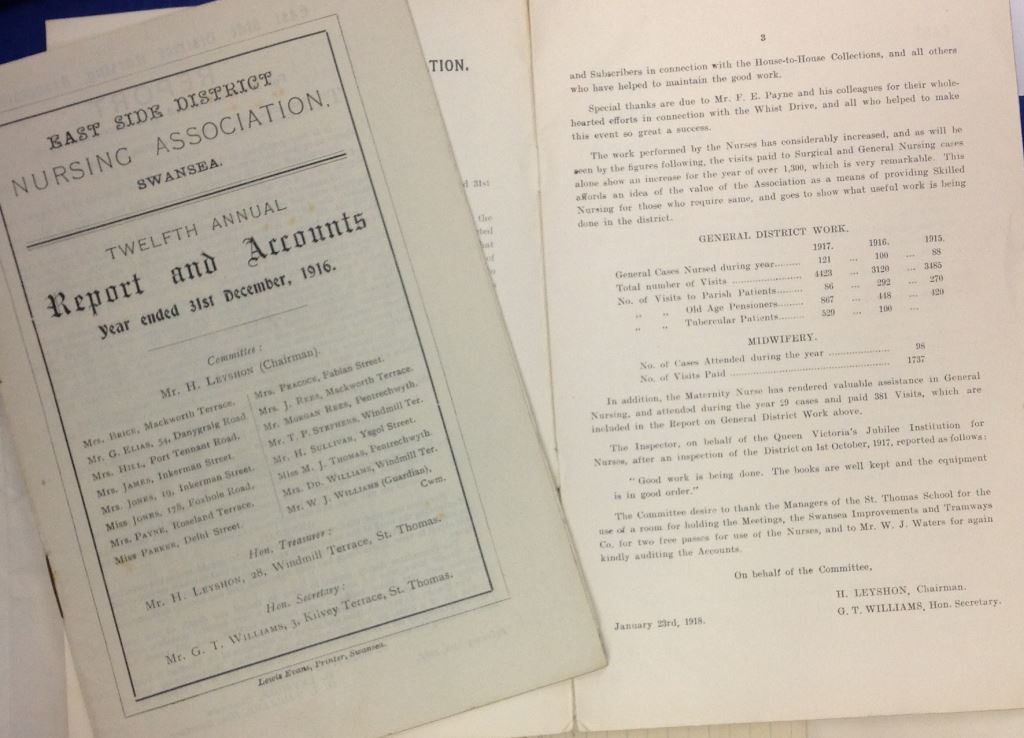 EAST SIDE DISTRICT
NURSING ASSOCIATION,
SWANSEA.
TWELFTH ANNUAL
Report and Accounts
Year ended 31st December, 1916.
Committee:
Mr. H. LEYSHON (Chairman).
Mrs. BRICE, Mackworth Terrace.
Mr. G. ELIAS, 54, Danygraig Road.
Mrs. HILL, Port Tennant Road.
Mrs. JAMES, Inkerman Street.
Mrs. JONES, 19, Inkerman Street.
Miss JONES, 178, Foxhole Road.
Mrs. PAYNE, Roseland Terrace.
Miss PARKER, Delhi Street.
Mrs. PEACOCK, Fabian Street.
Mrs. J. REES, Mackworth Terrace.
Mr. MORGAN REES, Pentrechwyth.
Mr. T. P. STEPHENS, Windmill Ter.
Mr. H. SULLIVAN, Ysgol Street.
Miss M. J. THOMAS, Pentrechwyth.
Mrs. DD. WILLIAMS, Windmill Ter.
Mr. W. J. WILLIAMS (Guardian),
Cwm.
Hon. Treasurer:
Mr. H. LEYSHON, 28, Windmill Terrace, St. Thomas.
Hon. Secretary:
Mr. G. T. WILLIAMS, 3, Kilvey Terrace, St. Thomas.
Lewis Evans, Printer, Swansea.
TION.
31st
the
3
and Subscribers in connection with the House-to-House Collections, and all others
who have helped to maintain the good work.
Special thanks are due to Mr. F. E. Payne and his colleagues for their whole-
hearted efforts in connection with the Whist Drive, and all who helped to make
this event so great a success.
The work performed by the Nurses has considerably increased, and as will be
seen by the figures following, the visits paid to Surgical and General Nursing cases
alone show an increase for the year of over 1,300, which is very remarkable. This
affords an idea of the value of the Association as a means of providing Skilled
Nursing for those who require same, and goes to show what useful work is being
done in the district.
GENERAL DISTRICT WORK.
1917. 1916. 1915.
General Cases Nursed during year......... 121 ... 100 ... 88
Total number of Visits .................. 4423 ... 3120 ... 3485
No. of Visits to Parish Patients......... 86 ... 292 ... 270
" " Old Age Pensioners........ 867 ... 448 ... 420
" " Tubercular Patients....... 529 ... 100 ...
MIDWIFERY.
No. of Cases Attended during the year .................. 98
No. of Visits Paid .......................................... 1737
In addition, the Maternity Nurse has rendered valuable assistance in General
Nursing, and attended during the year 29 cases and paid 381 Visits, which are
included in the Report on General District Work above.
The Inspector, on behalf of the Queen Victoria's Jubilee Institution for
Nurses, after an inspection of the District on 1st October, 1917, reported as follows:
"Good work is being done. The books are well kept and the equipment
is in good order."
The Committee desire to thank the Managers of the St. Thomas School for the
use of a room for holding the Meetings, the Swansea Improvements and Tramways
Co. for two free passes for use of the Nurses, and to Mr. W. J. Waters for again
kindly auditing the Accounts.
On behalf of the Committee,
H. LEYSHON, Chairman.
G. T. WILLIAMS, Hon. Secretary.
January 23rd, 1918.